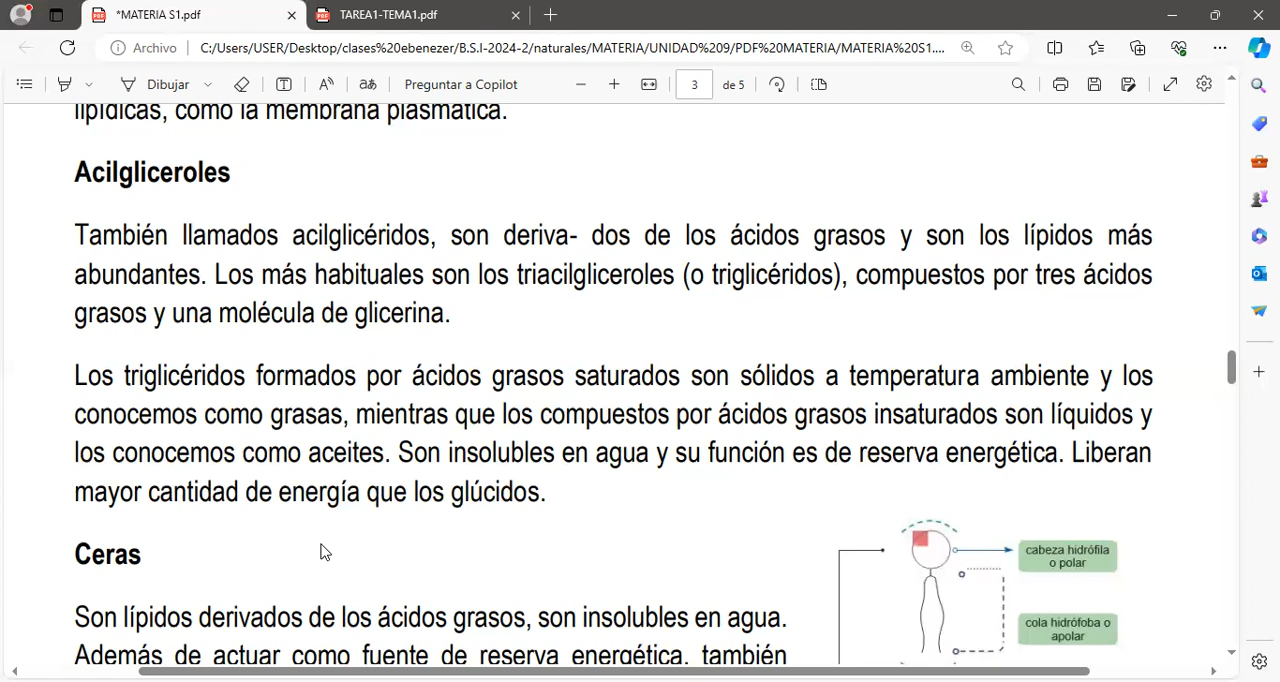 *MATERIA S1.pdf
TAREA1-TEMA1.pdf
Archivo
C:/Users/USER/Desktop/clases%20ebenezer/B.S.I-2024-2/naturales/MATERIA/UNIDAD%209/PDF%20MATERIA/MATERIA%20S1....
Dibujar
aあ
Preguntar a Copilot
3
de 5
lipídicas, como la membrana plasmática.
Acilgliceroles
También llamados acilglicéridos, son deriva- dos de los ácidos grasos y son los lípidos más
abundantes. Los más habituales son los triacilgliceroles (o triglicéridos), compuestos por tres ácidos
grasos y una molécula de glicerina.
Los triglicéridos formados por ácidos grasos saturados son sólidos a temperatura ambiente y los
conocemos como grasas, mientras que los compuestos por ácidos grasos insaturados son líquidos y
los conocemos como aceites. Son insolubles en agua y su función es de reserva energética. Liberan
mayor cantidad de energía que los glúcidos.
Ceras
Son lípidos derivados de los ácidos grasos, son insolubles en agua.
Además de actuar como fuente de reserva energética, también
cabeza hidrófila
o polar
cola hidrófoba o
apolar